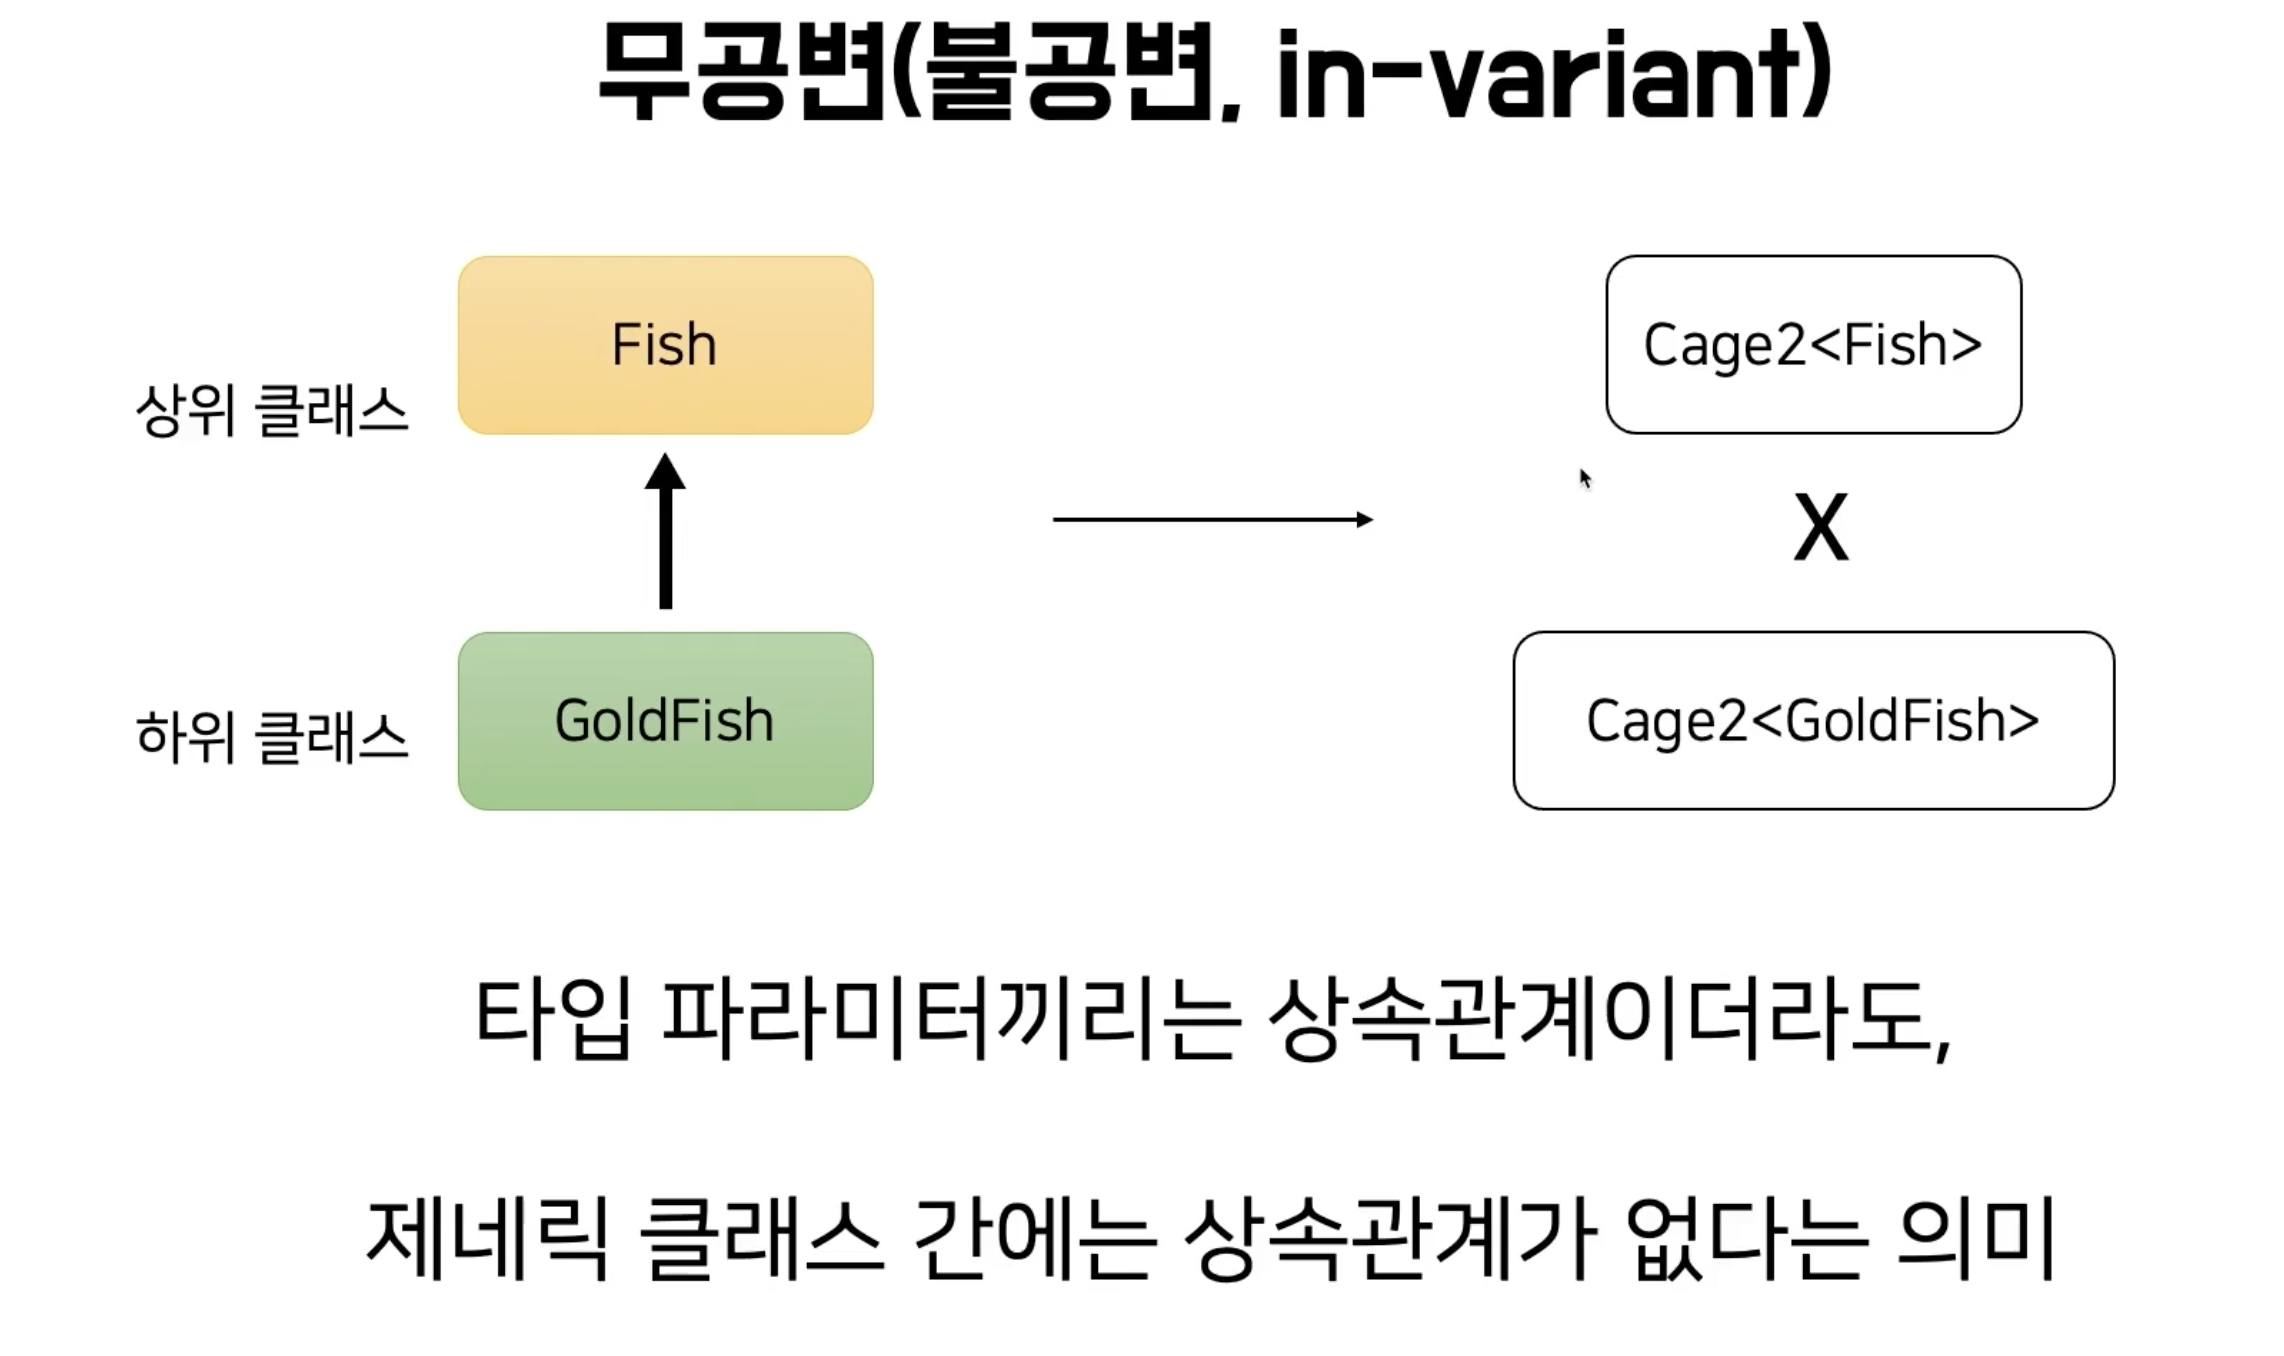 무공변(불공변, in-variant)
Fish
Cage2<Fish>
상위 클래스
X
하위 클래스
GoldFish
Cage2<GoldFish>
타입 파라미터끼리는 상속관계이더라도,
제네릭 클래스 간에는 상속관계가 없다는 의미